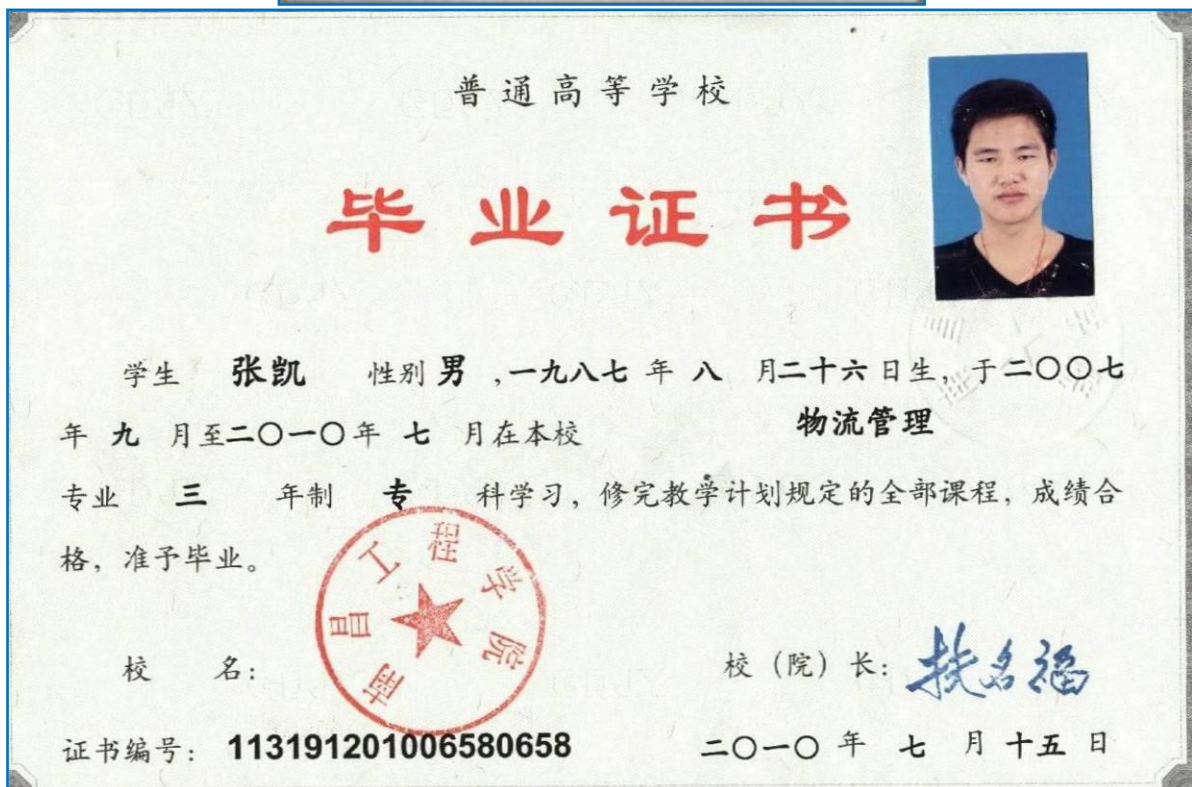 普通高等学校
毕业证书
学生 张凯 性别 男 ,一九八七 年 八 月二十六 日生, 于二〇〇七
年 九 月至二〇一〇年 七 月在本校 物流管理
专业 三 年制 专 科学习, 修完教学计划规定的全部课程, 成绩合
格, 准予毕业。
南昌工程学院
校 名: 校(院)长: 扶名福
证书编号: 113191201006580658 二〇一〇 年 七 月 十五 日